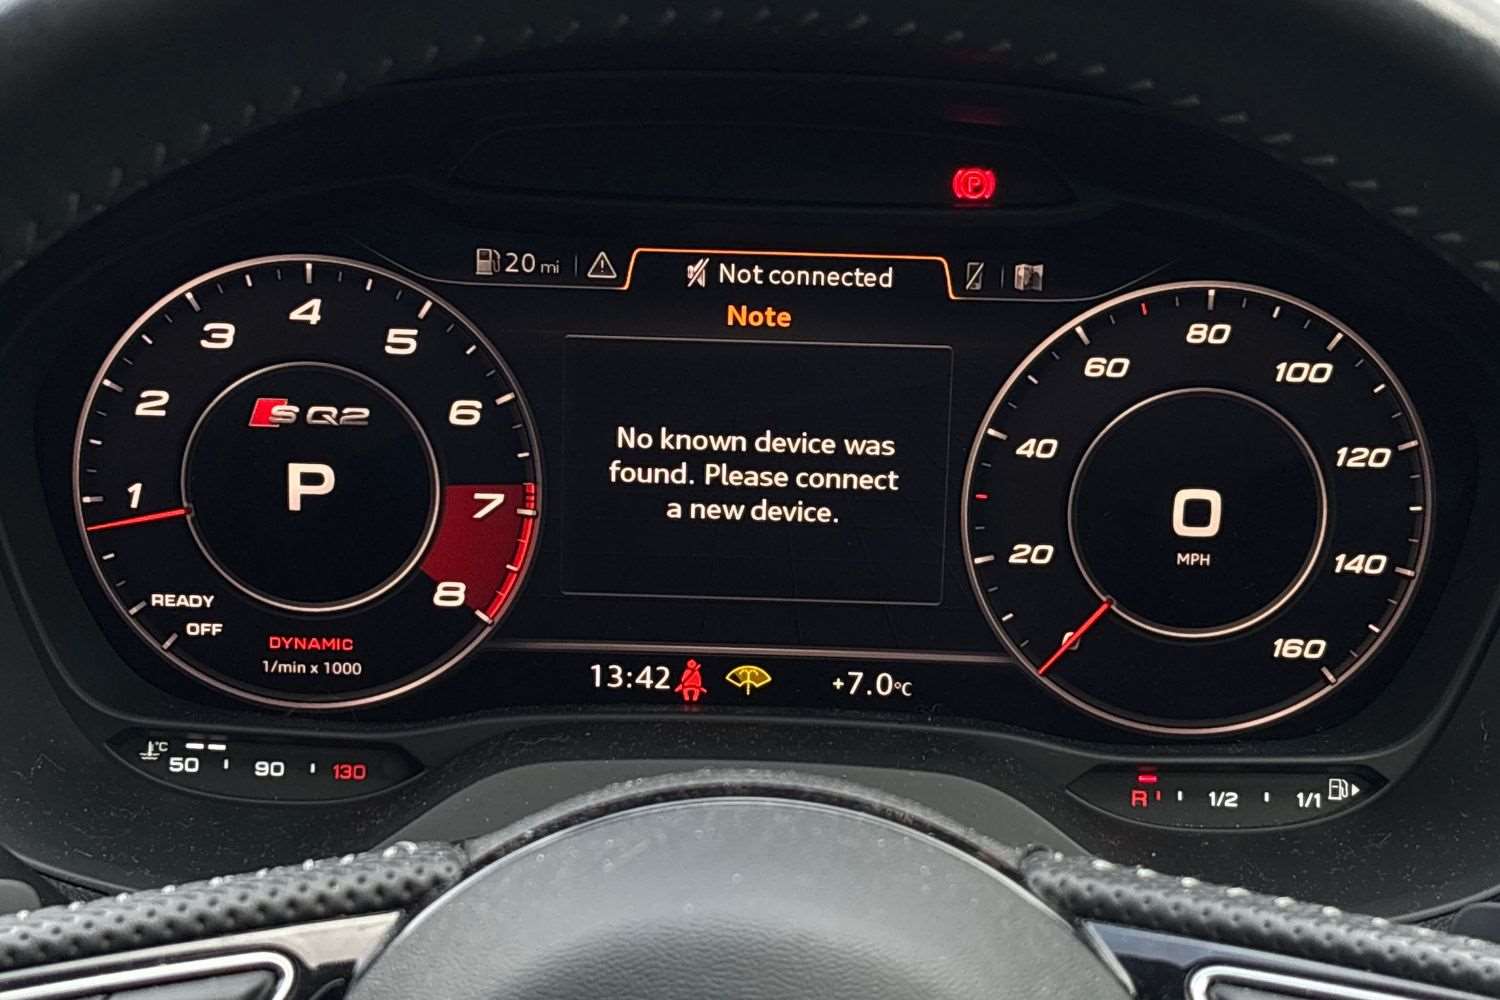 P
20 mi
Not connected
Note
No known device was
found. Please connect
a new device.
1
2
3
4
5
6
7
8
SQ2
P
READY
OFF
DYNAMIC
1/min x 1000
20
40
60
80
100
120
140
160
0
MPH
13:42
+7.0°C
°C
50
90
130
R
1/2
1/1